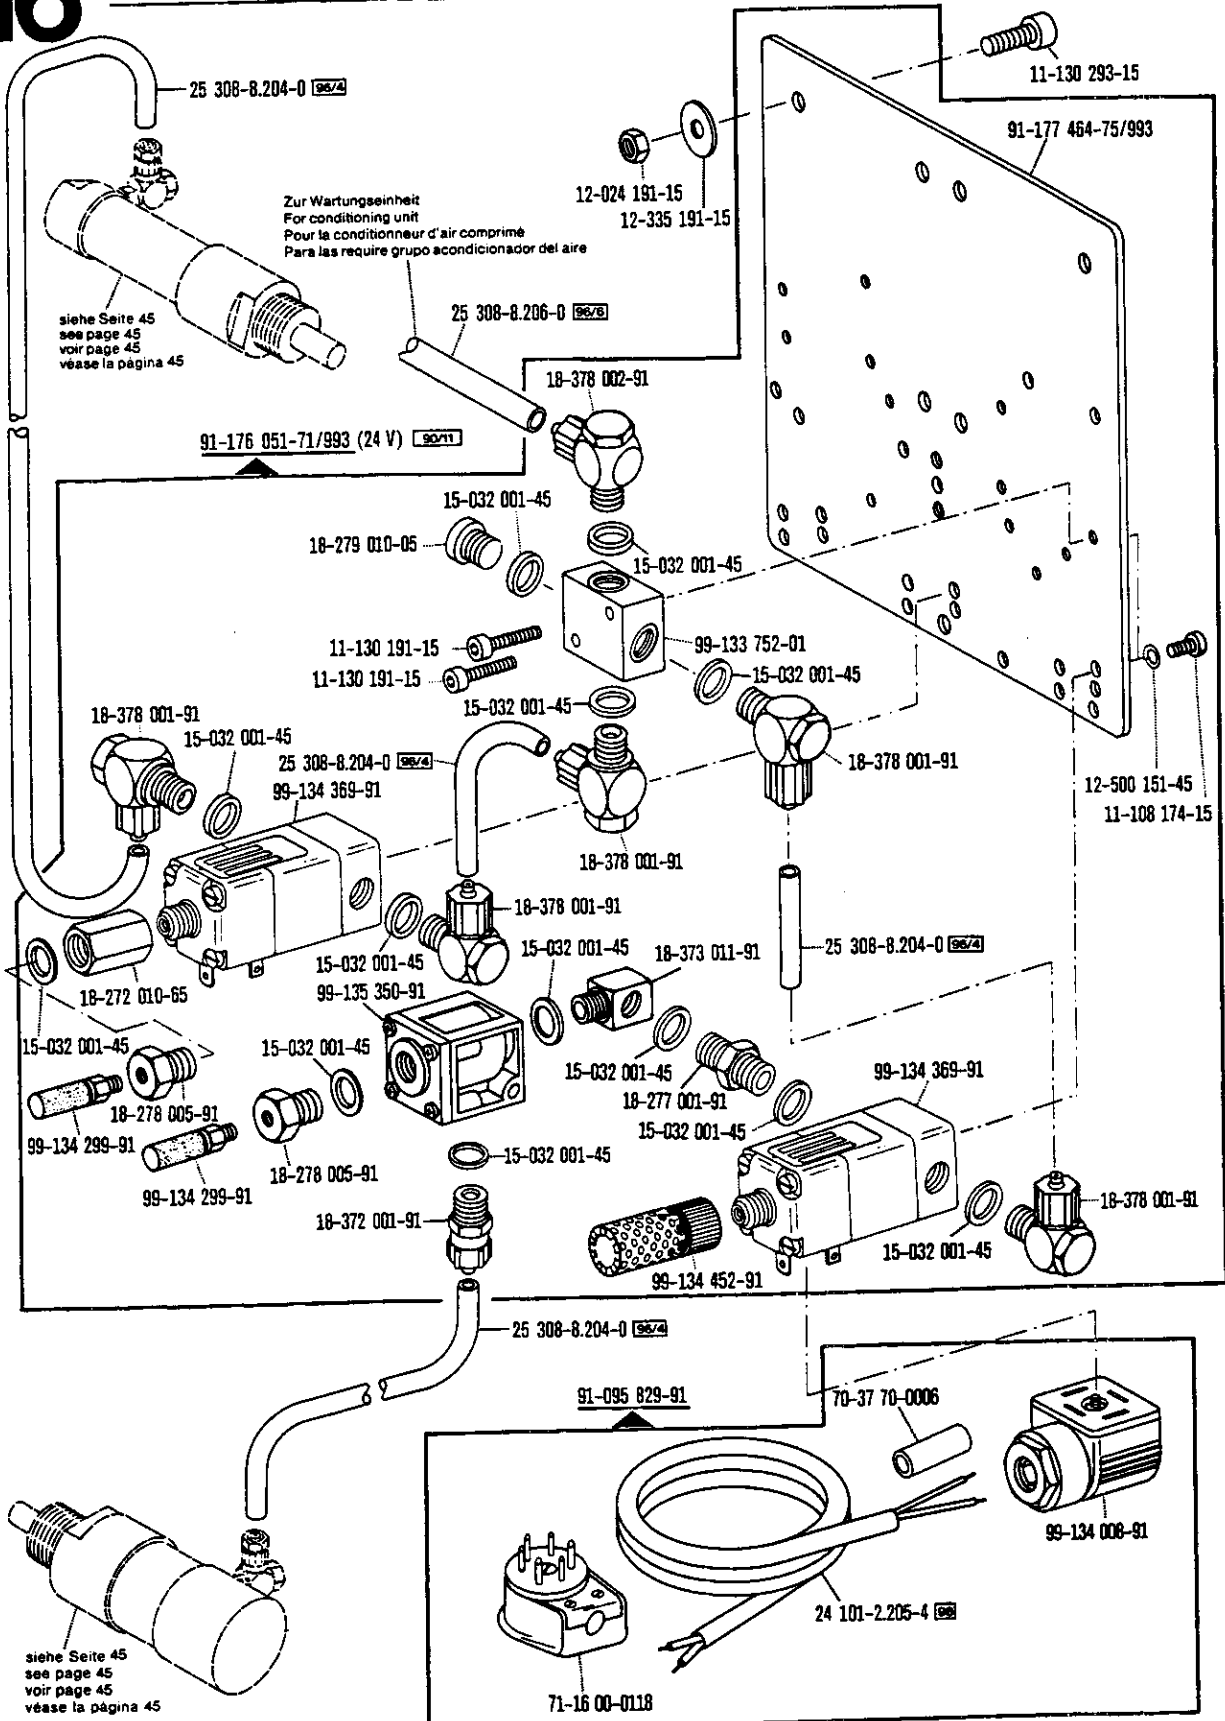 16
25 308-8.204-0 96/4
11-130 293-15
91-177 464-75/993
12-024 191-15
12-335 191-15
Zur Wartungseinheit
For conditioning unit
Pour la conditionneur d'air comprimé
Para las require grupo acondicionador del aire
siehe Seite 45
see page 45
voir page 45
véase la página 45
25 308-8.206-0 96/6
18-378 002-91
91-176 051-71/993 (24 V) 90/11
15-032 001-45
18-279 010-05
15-032 001-45
11-130 191-15
99-133 752-01
11-130 191-15
15-032 001-45
15-032 001-45
18-378 001-91
15-032 001-45
25 308-8.204-0 96/4
18-378 001-91
99-134 369-91
12-500 151-45
11-108 174-15
18-378 001-91
18-378 001-91
15-032 001-45
18-373 011-91
25 308-8.204-0 96/4
15-032 001-45
18-272 010-65
99-135 350-91
15-032 001-45
15-032 001-45
15-032 001-45
99-134 369-91
18-278 005-91
18-277 001-91
15-032 001-45
99-134 299-91
15-032 001-45
18-278 005-91
99-134 299-91
18-378 001-91
18-372 001-91
15-032 001-45
99-134 452-91
25 308-8.204-0 96/4
91-095 829-91
70-37 70-0006
99-134 008-91
24 101-2.205-4 96
siehe Seite 45
see page 45
voir page 45
véase la página 45
71-16 00-0118